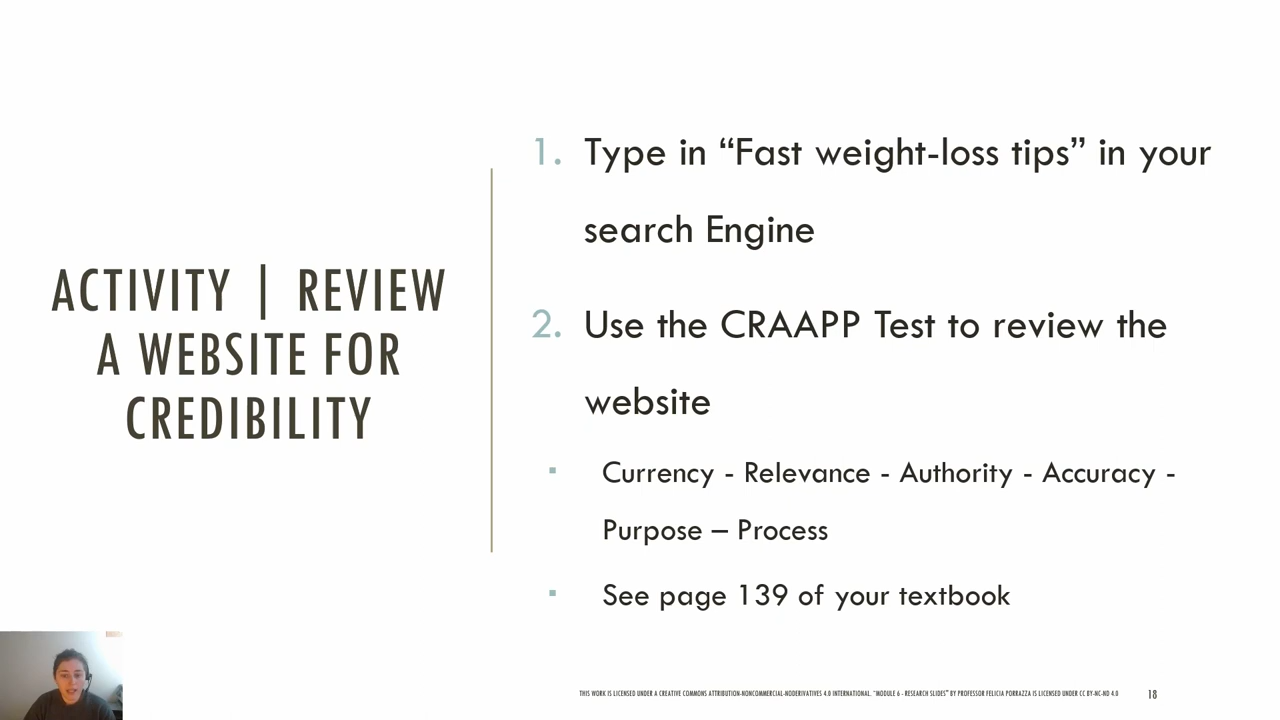 ACTIVITY | REVIEW
A WEBSITE FOR
CREDIBILITY
1. Type in “Fast weight-loss tips” in your
search Engine
2. Use the CRAAPP Test to review the
website
▪ Currency - Relevance - Authority - Accuracy -
Purpose – Process
▪ See page 139 of your textbook
THIS WORK IS LICENSED UNDER A CREATIVE COMMONS ATTRIBUTION-NONCOMMERCIAL-NODERIVATIVES 4.0 INTERNATIONAL. "MODULE 6 - RESEARCH SLIDES" BY PROFESSOR FELICIA PORRAZZA IS LICENSED UNDER CC BY-NC-ND 4.0
18